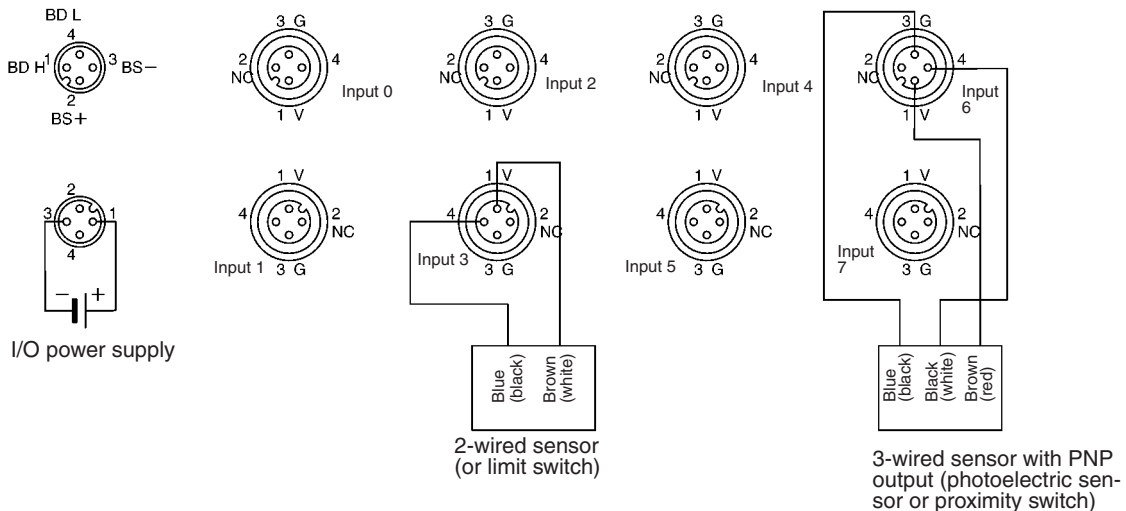 BD L
4
BD H
1
3
BS−
2
BS+
3 G
2
NC
4
Input 0
1 V
3 G
2
NC
4
Input 2
1 V
3 G
2
NC
4
Input 4
1 V
3 G
2
NC
4
Input 6
1 V
2
3
1
4
− +
I/O power supply
1 V
4
2
NC
Input 1
3 G
1 V
4
2
NC
Input 3
3 G
1 V
4
2
NC
Input 5
3 G
1 V
4
2
NC
Input
7
3 G
Blue
(black)
Brown
(white)
2-wired sensor
(or limit switch)
Blue
(black)
Black
(white)
Brown
(red)
3-wired sensor with PNP
output (photoelectric sen-
sor or proximity switch)